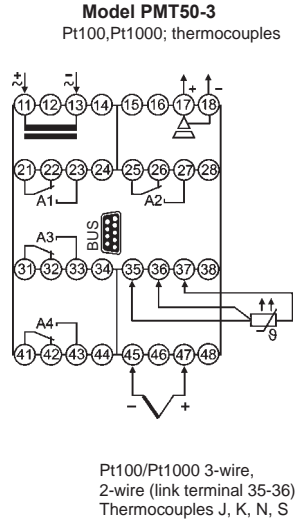 Model PMT50-3
Pt100,Pt1000; thermocouples
+ −
~ ~ + −
11 12 13 14 15 16 17 18
21 22 23 24 25 26 27 28
A1 A2
BUS
A3
31 32 33 34 35 36 37 38
ϑ
A4
41 42 43 44 45 46 47 48
− +
Pt100/Pt1000 3-wire,
2-wire (link terminal 35-36)
Thermocouples J, K, N, S